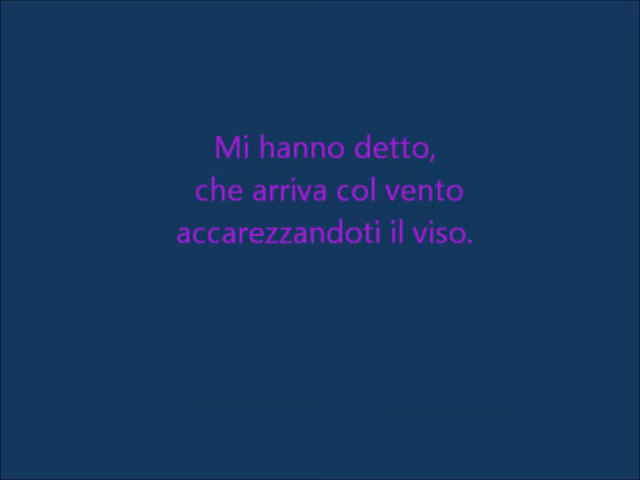 Mi hanno detto,
che arriva col vento
accarezzandoti il viso.